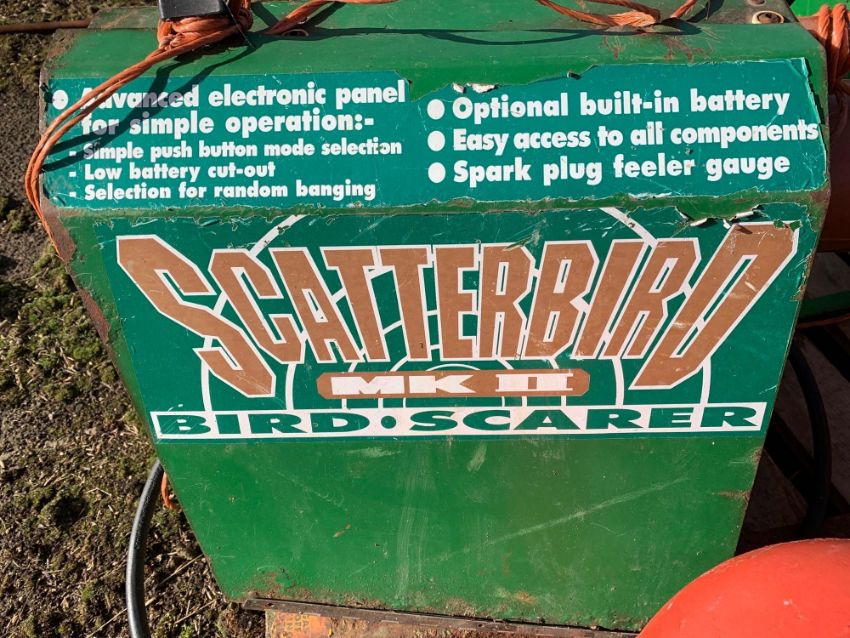 ● Advanced electronic panel
for simple operation:-
- Simple push button mode selection
- Low battery cut-out
- Selection for random banging
● Optional built-in battery
● Easy access to all components
● Spark plug feeler gauge
SCATTERBIRD
MK II
BIRD·SCARER